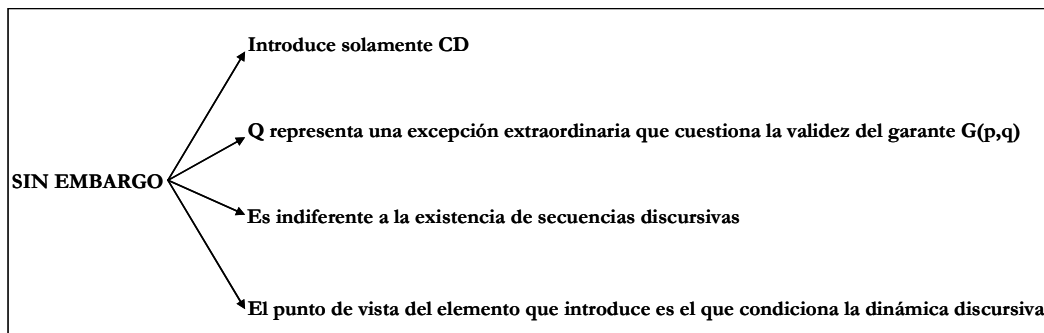 Introduce solamente CD
Q representa una excepción extraordinaria que cuestiona la validez del garante G(p,q)
SIN EMBARGO
Es indiferente a la existencia de secuencias discursivas
El punto de vista del elemento que introduce es el que condiciona la dinámica discursiva